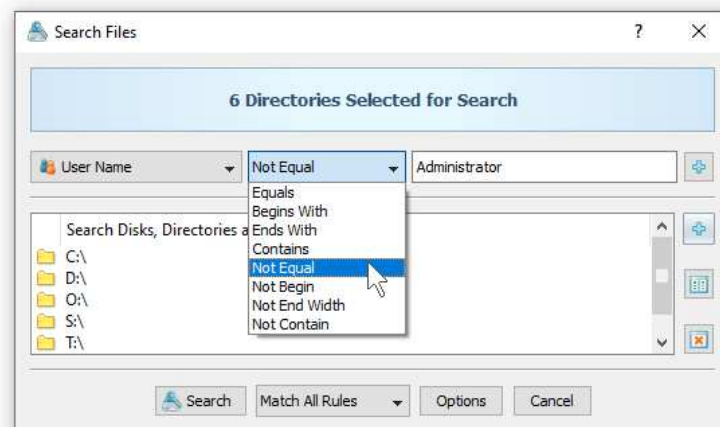 Search Files
?
6 Directories Selected for Search
User Name
Not Equal
Administrator
Equals
Begins With
Ends With
Contains
Not Equal
Not Begin
Not End Width
Not Contain
Search Disks, Directories a
C:\
D:\
O:\
S:\
T:\
Search
Match All Rules
Options
Cancel